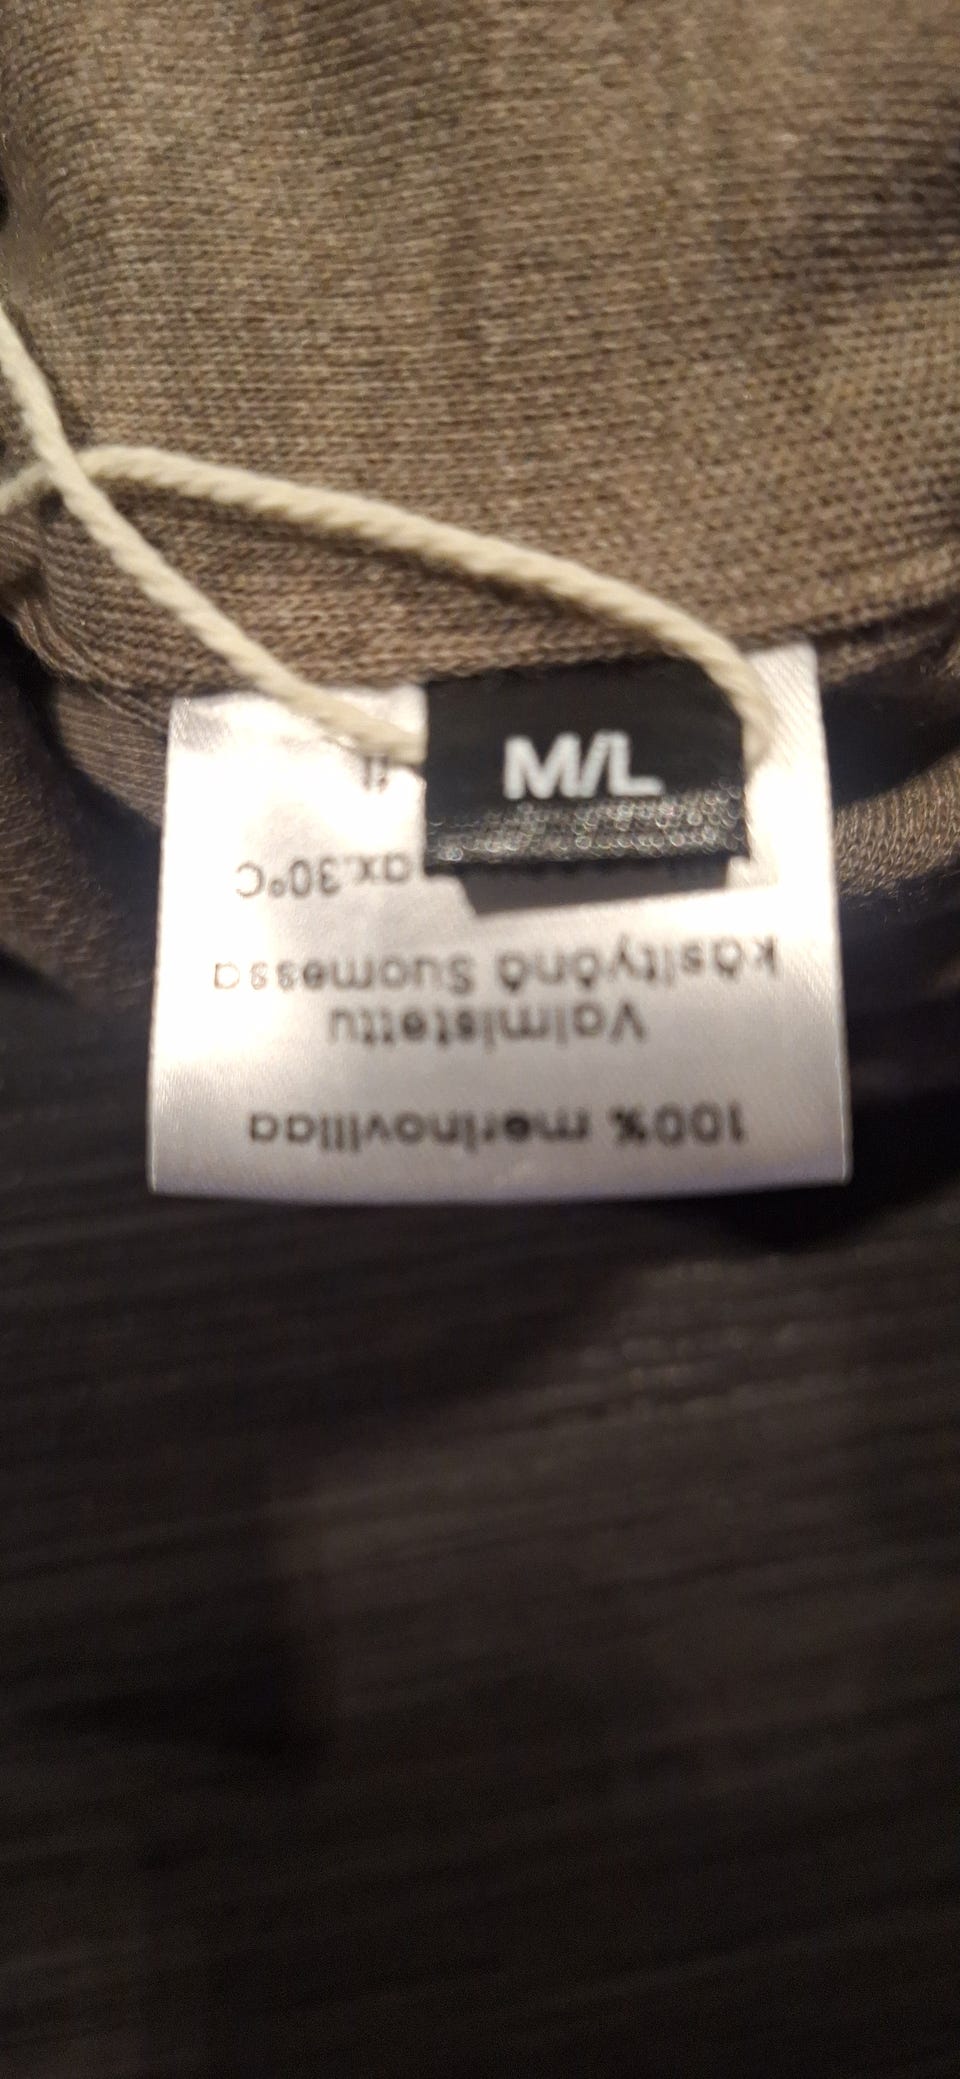 M/L
100% merinovillaa
Valmistettu
käsityönä Suomessa
ax.30°C